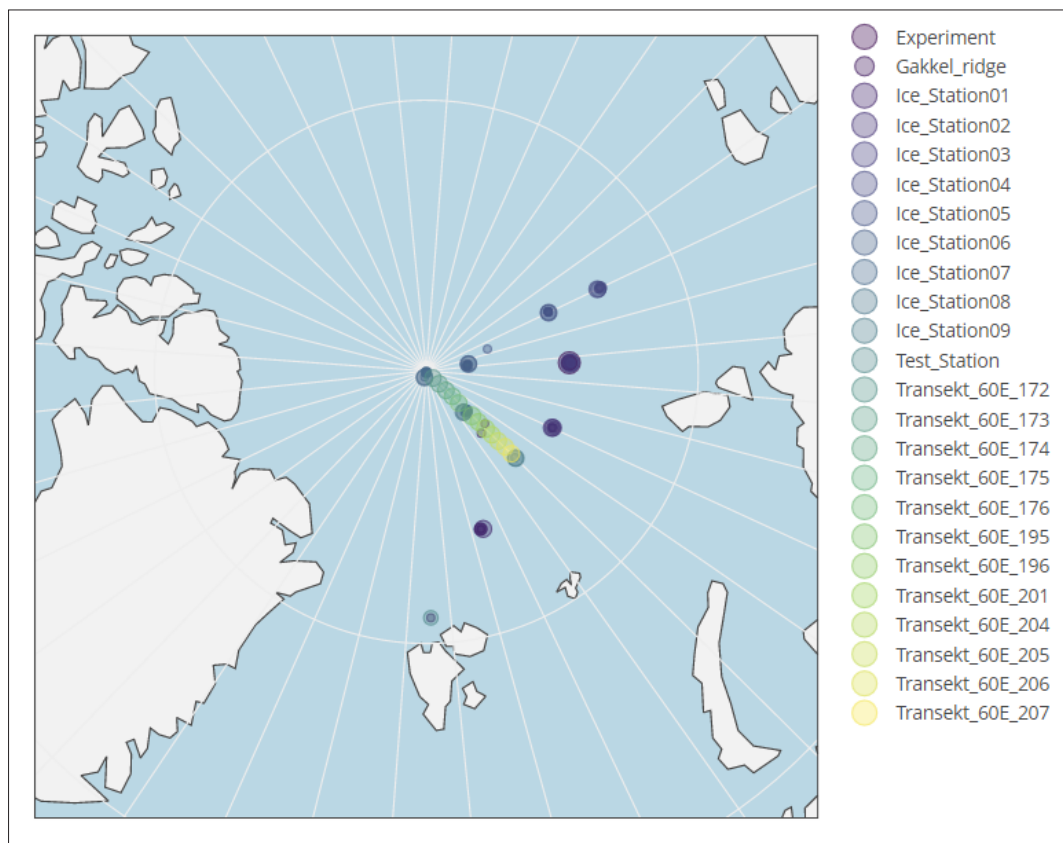 Experiment
Gakkel_ridge
Ice_Station01
Ice_Station02
Ice_Station03
Ice_Station04
Ice_Station05
Ice_Station06
Ice_Station07
Ice_Station08
Ice_Station09
Test_Station
Transekt_60E_172
Transekt_60E_173
Transekt_60E_174
Transekt_60E_175
Transekt_60E_176
Transekt_60E_195
Transekt_60E_196
Transekt_60E_201
Transekt_60E_204
Transekt_60E_205
Transekt_60E_206
Transekt_60E_207